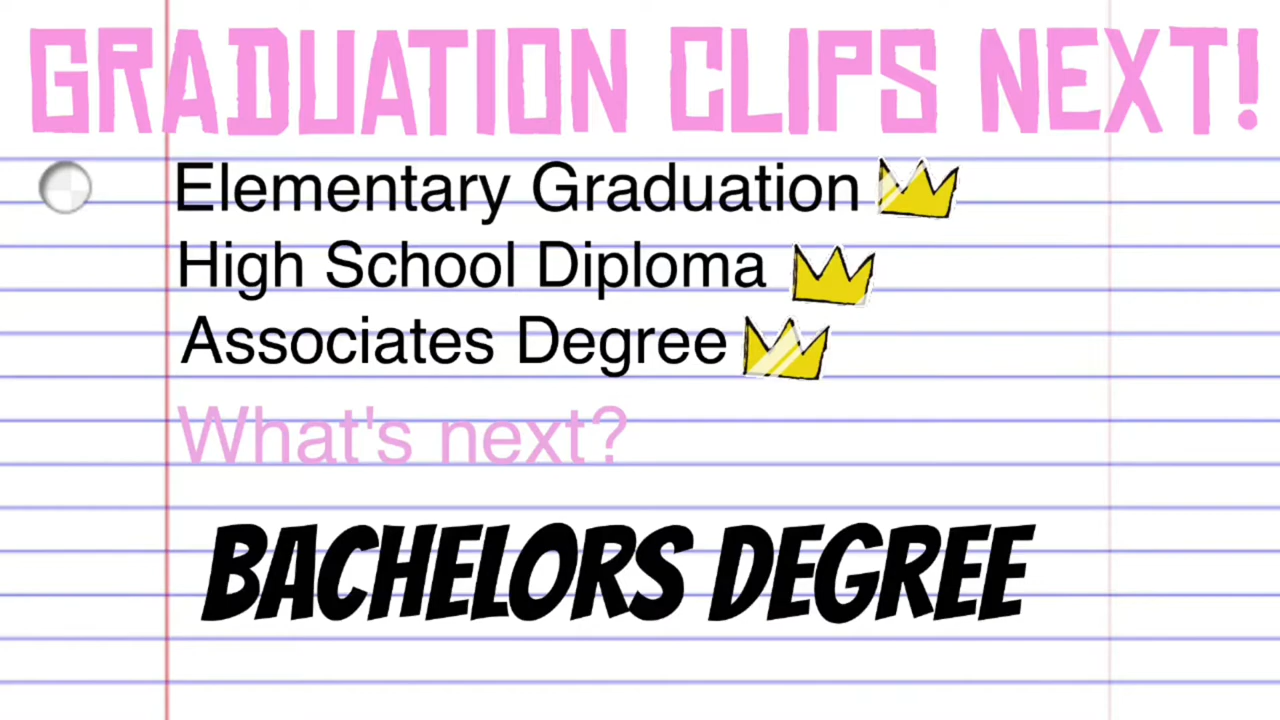 GRADUATION CLIPS NEXT!
Elementary Graduation
High School Diploma
Associates Degree
What's next?
BACHELORS DEGREE